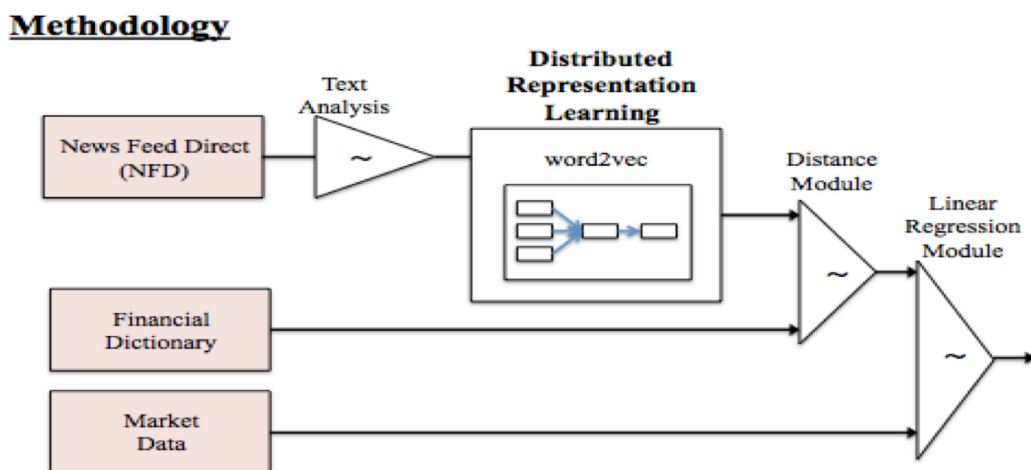 Methodology
Text
Analysis
Distributed
Representation
Learning
News Feed Direct
(NFD)
~
word2vec
Distance
Module
~
Linear
Regression
Module
~
Financial
Dictionary
Market
Data